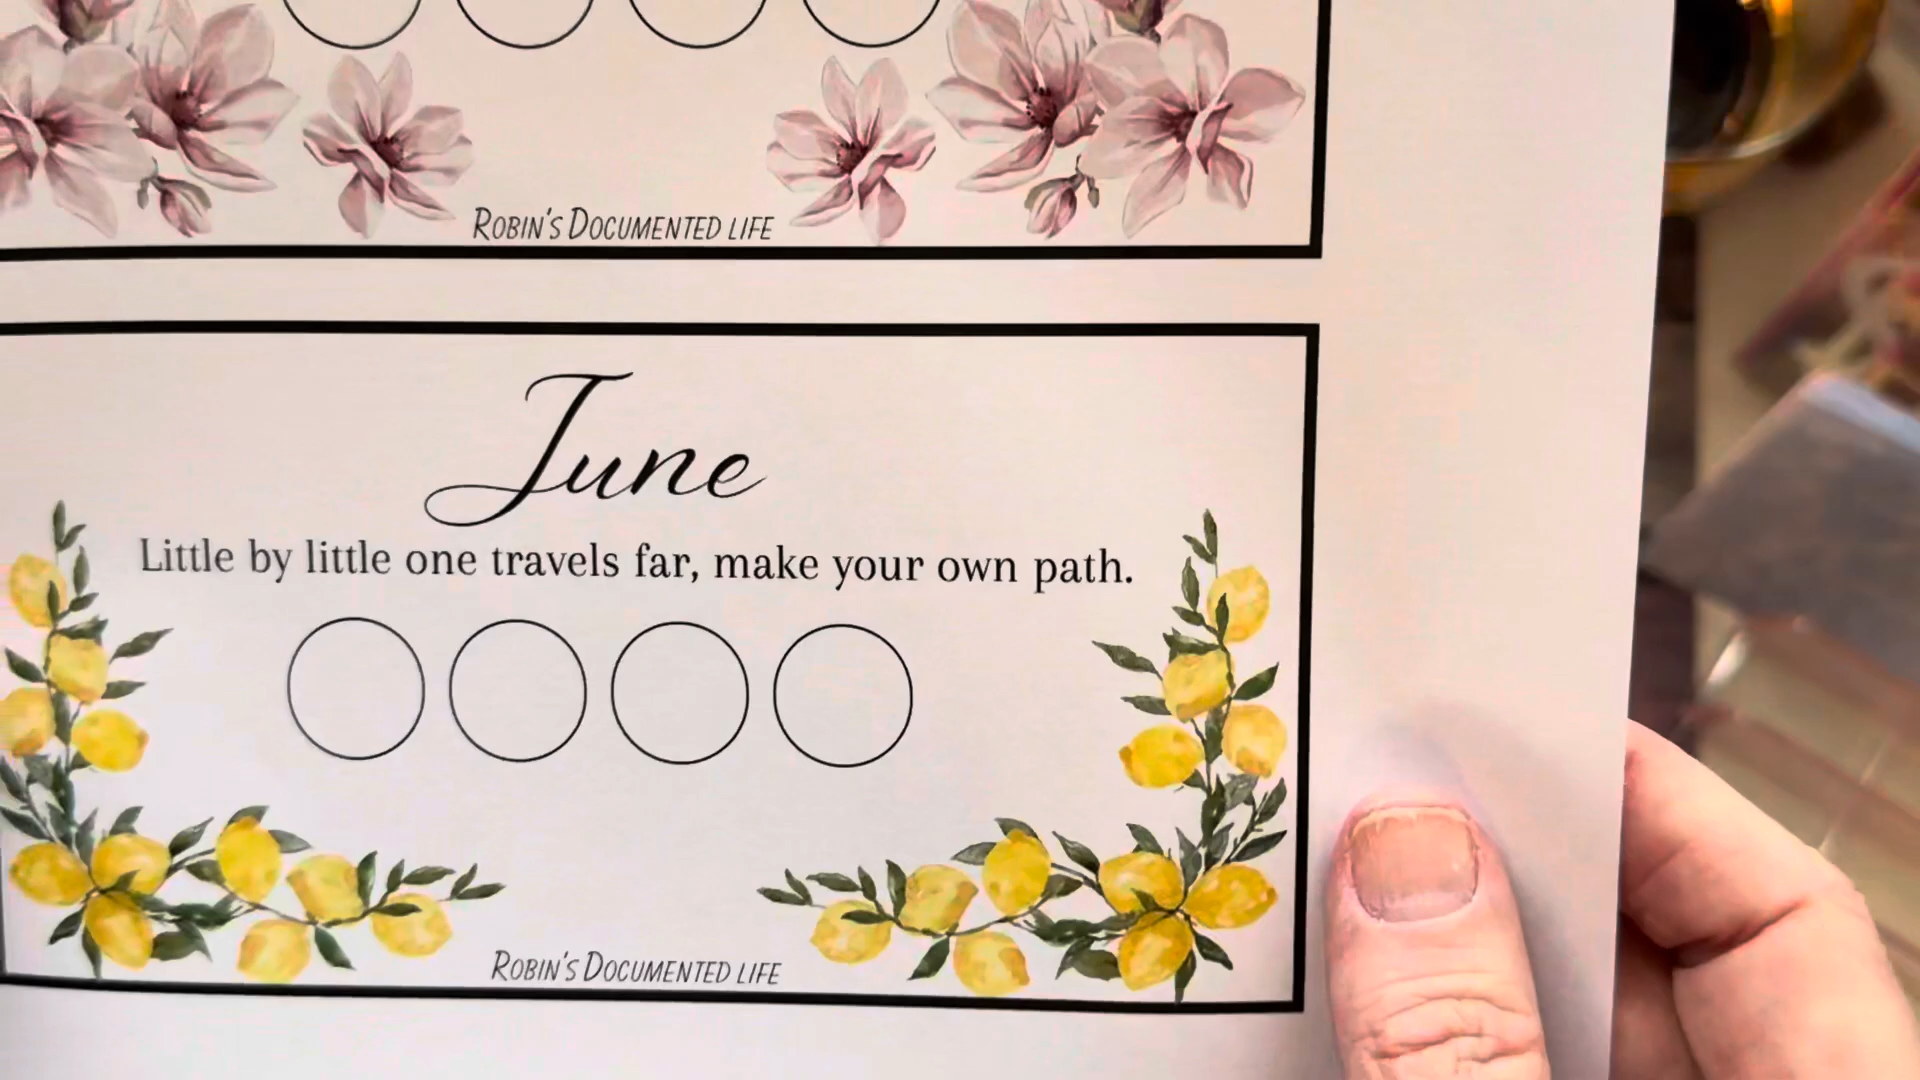 Robin's Documented life
June
Little by little one travels far, make your own path.
Robin's Documented life